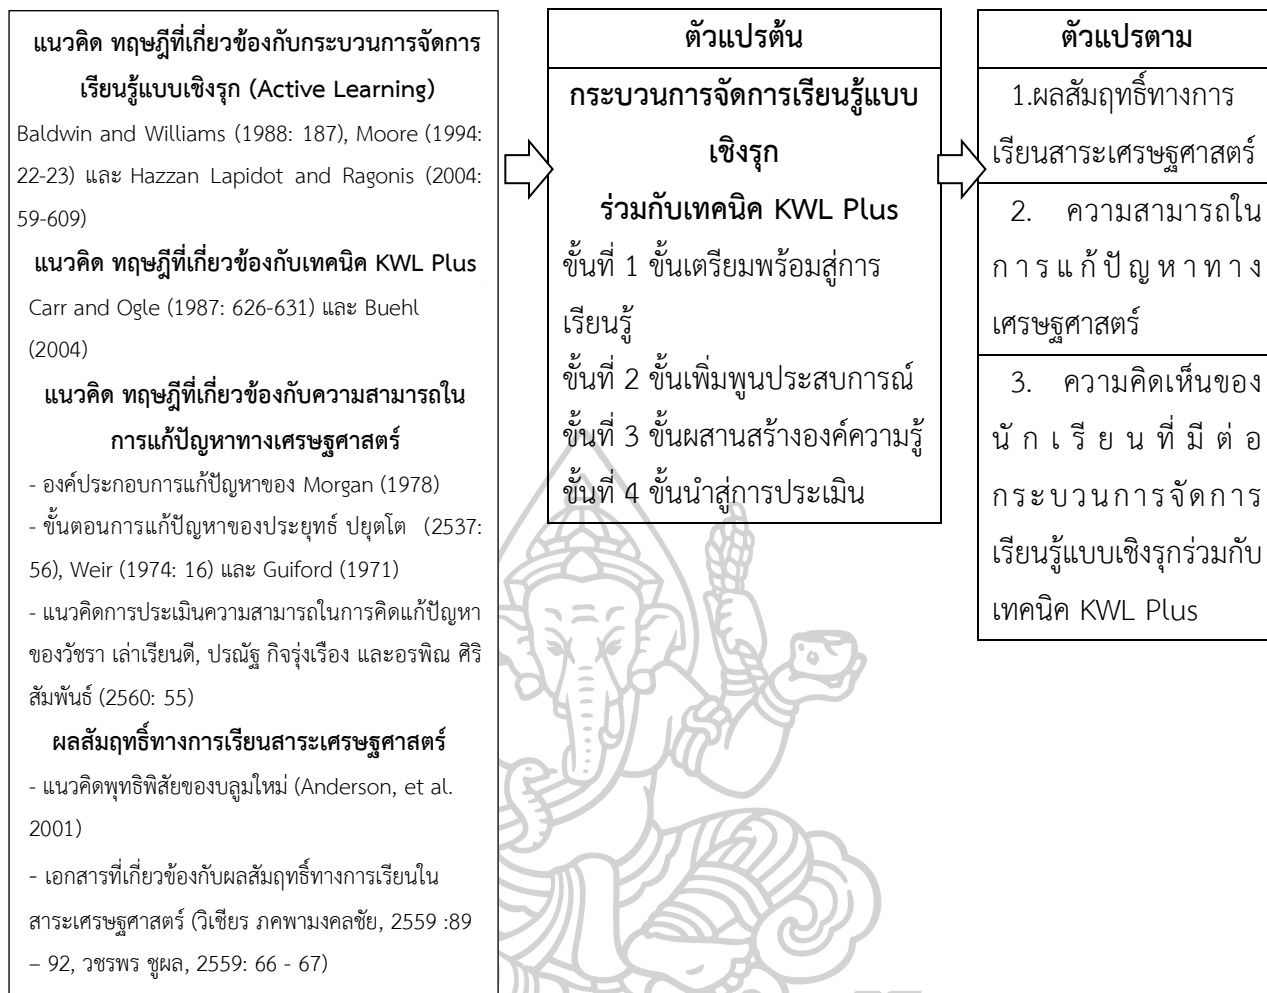 แนวคิด ทฤษฎีที่เกี่ยวข้องกับกระบวนการจัดการ
เรียนรู้แบบเชิงรุก (Active Learning)
Baldwin and Williams (1988: 187), Moore (1994:
22-23) และ Hazzan Lapidot and Ragonis (2004:
59-609)
แนวคิด ทฤษฎีที่เกี่ยวข้องกับเทคนิค KWL Plus
Carr and Ogle (1987: 626-631) และ Buehl
(2004)
แนวคิด ทฤษฎีที่เกี่ยวข้องกับความสามารถใน
การแก้ปัญหาทางเศรษฐศาสตร์
- องค์ประกอบการแก้ปัญหาของ Morgan (1978)
- ขั้นตอนการแก้ปัญหาของประยุทธ์ ปยุตโต (2537:
56), Weir (1974: 16) และ Guiford (1971)
- แนวคิดการประเมินความสามารถในการคิดแก้ปัญหา
ของวัชรา เล่าเรียนดี, ปรณัฐ กิจรุ่งเรือง และอรพิณ ศิริ
สัมพันธ์ (2560: 55)
ผลสัมฤทธิ์ทางการเรียนสาระเศรษฐศาสตร์
- แนวคิดพุทธิพิสัยของบลูมใหม่ (Anderson, et al.
2001)
- เอกสารที่เกี่ยวข้องกับผลสัมฤทธิ์ทางการเรียนใน
สาระเศรษฐศาสตร์ (วิเชียร ภคพามงคลชัย, 2559 :89
– 92, วชรพร ชูผล, 2559: 66 - 67)
ตัวแปรต้น
กระบวนการจัดการเรียนรู้แบบ
เชิงรุก
ร่วมกับเทคนิค KWL Plus
ขั้นที่ 1 ขั้นเตรียมพร้อมสู่การ
เรียนรู้
ขั้นที่ 2 ขั้นเพิ่มพูนประสบการณ์
ขั้นที่ 3 ขั้นผสานสร้างองค์ความรู้
ขั้นที่ 4 ขั้นนำสู่การประเมิน
ตัวแปรตาม
1.ผลสัมฤทธิ์ทางการ
เรียนสาระเศรษฐศาสตร์
2. ความสามารถใน
การแก้ปัญหาทาง
เศรษฐศาสตร์
3. ความคิดเห็นของ
นักเรียนที่มีต่อ
กระบวนการจัดการ
เรียนรู้แบบเชิงรุกร่วมกับ
เทคนิค KWL Plus